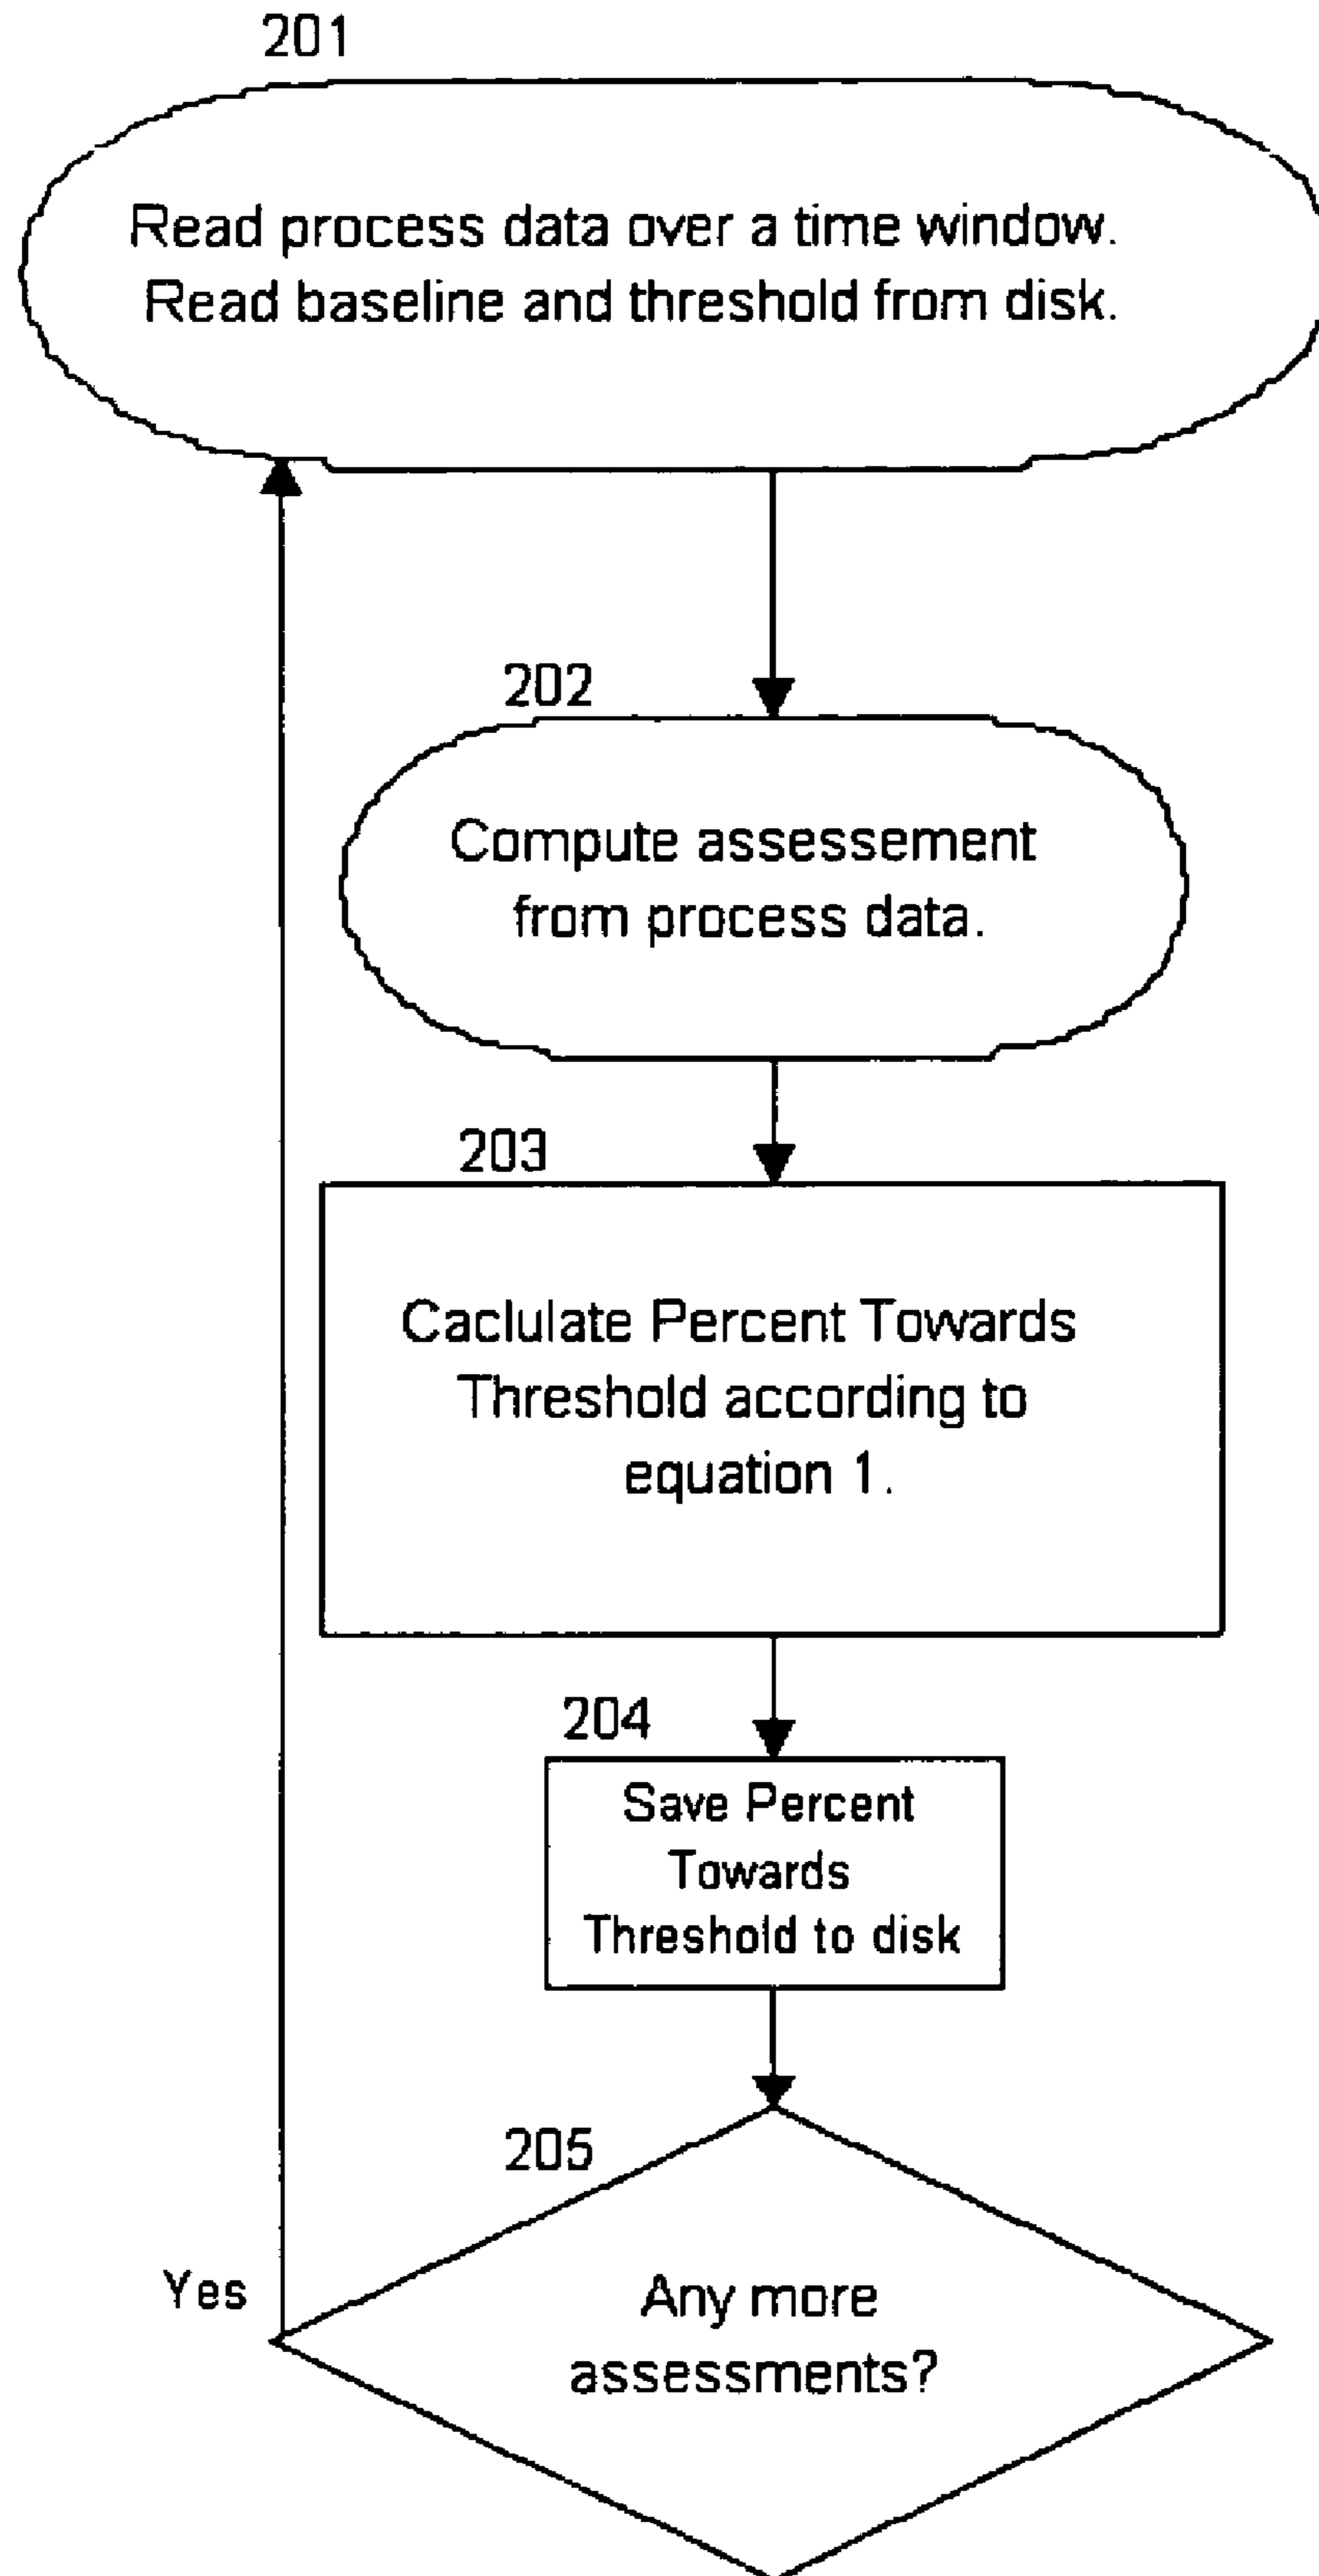 201
Read process data over a time window.
Read baseline and threshold from disk.
202
Compute assessement
from process data.
203
Caclulate Percent Towards
Threshold according to
equation 1.
204
Save Percent
Towards
Threshold to disk
205
Yes
Any more
assessments?